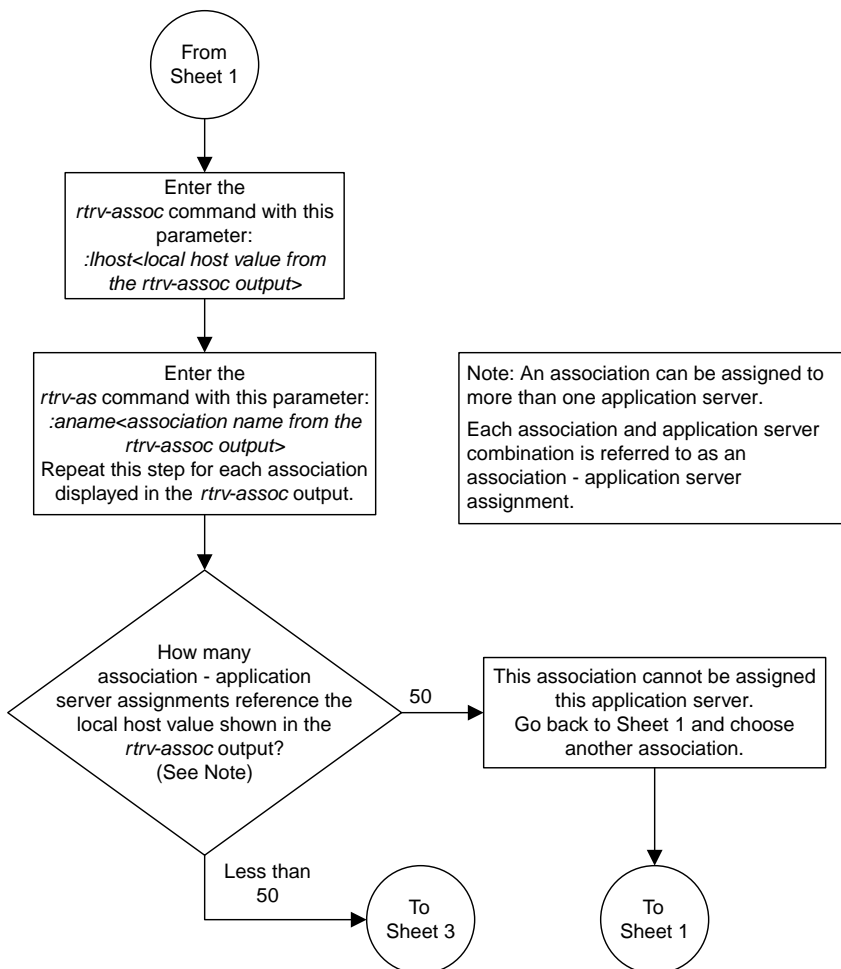 From
Sheet 1
Enter the
rtrv-assoc command with this
parameter:
:lhost<local host value from
the rtrv-assoc output>
Enter the
rtrv-as command with this parameter:
:aname<association name from the
rtrv-assoc output>
Repeat this step for each association
displayed in the rtrv-assoc output.
Note: An association can be assigned to
more than one application server.
Each association and application server
combination is referred to as an
association - application server
assignment.
How many
association - application
server assignments reference the
local host value shown in the
rtrv-assoc output?
(See Note)
50
This association cannot be assigned
this application server.
Go back to Sheet 1 and choose
another association.
Less than
50
To
Sheet 3
To
Sheet 1